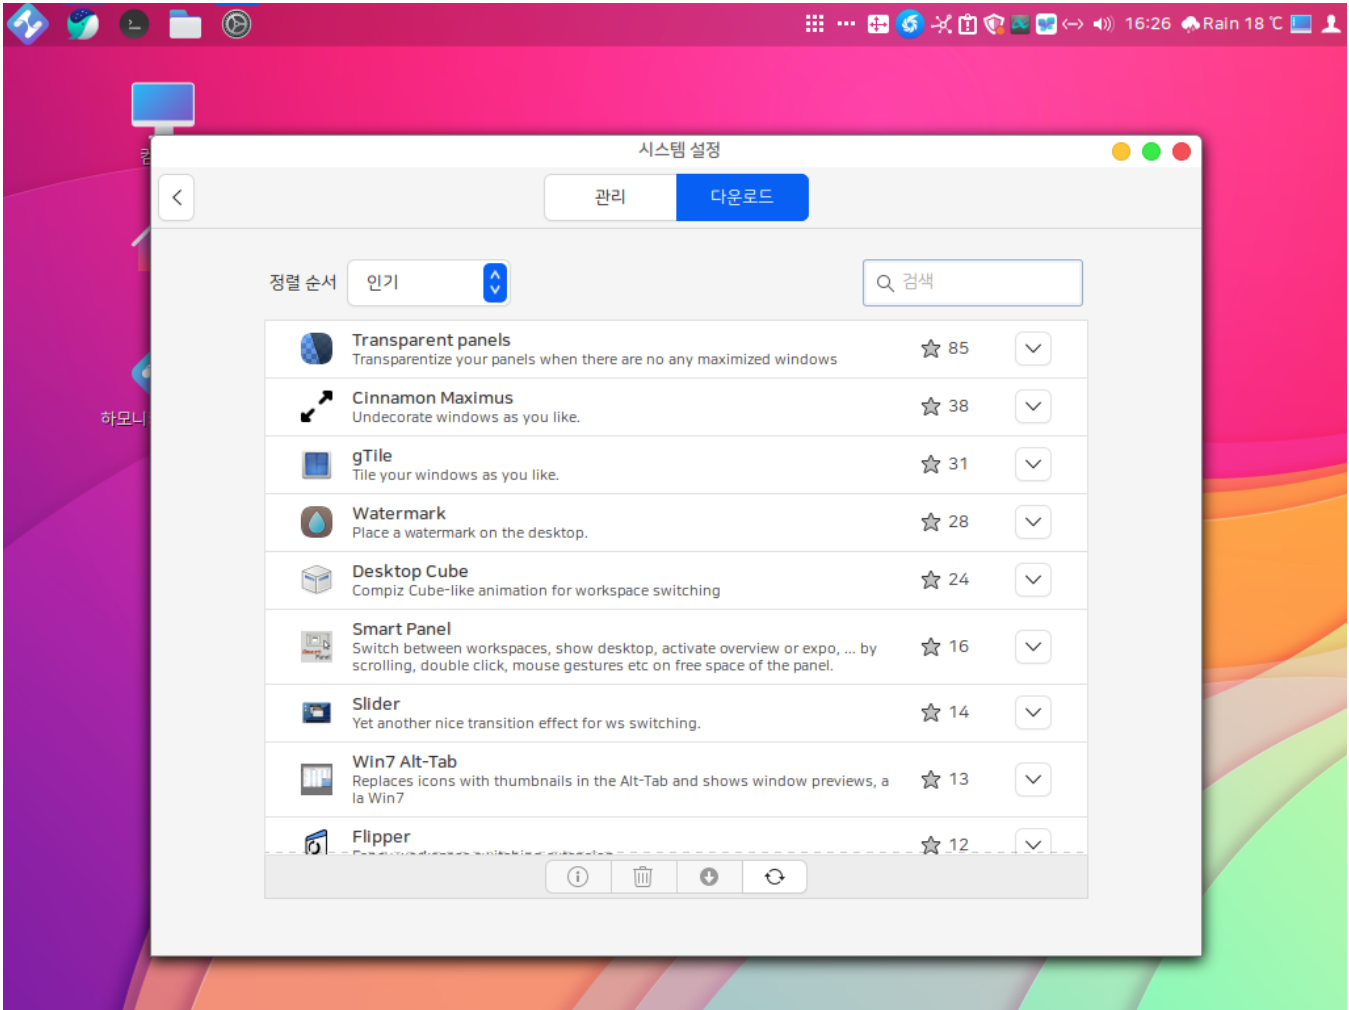 16:26 Rain 18 ℃
시스템 설정
관리 다운로드
정렬 순서 인기 검색
Transparent panels
Transparentize your panels when there are no any maximized windows
85
Cinnamon Maximus
Undecorate windows as you like.
38
gTile
Tile your windows as you like.
31
Watermark
Place a watermark on the desktop.
28
Desktop Cube
Compiz Cube-like animation for workspace switching
24
Smart Panel
Switch between workspaces, show desktop, activate overview or expo, ... by
scrolling, double click, mouse gestures etc on free space of the panel.
16
Slider
Yet another nice transition effect for ws switching.
14
Win7 Alt-Tab
Replaces icons with thumbnails in the Alt-Tab and shows window previews, a
la Win7
13
Flipper
12
하모니